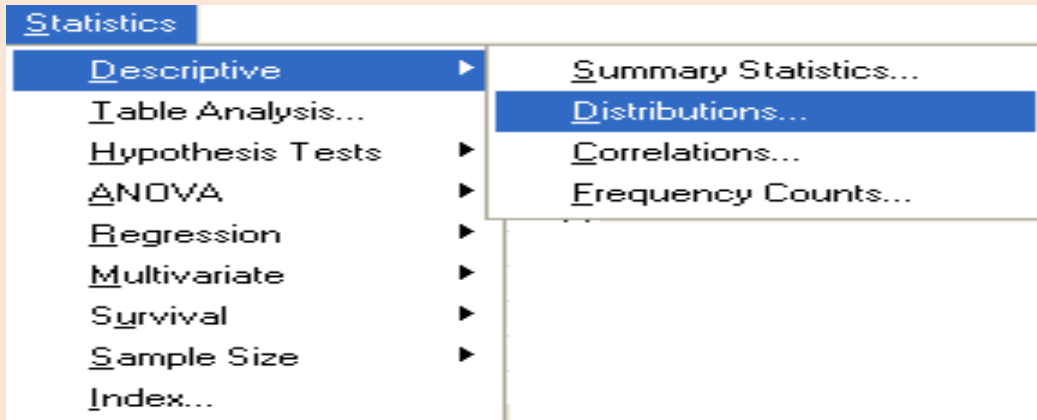 Statistics
Descriptive
Table Analysis...
Hypothesis Tests
ANOVA
Regression
Multivariate
Survival
Sample Size
Index...
Summary Statistics...
Distributions...
Correlations...
Frequency Counts...